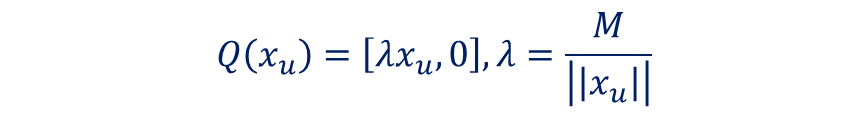 Q(x_u) = [λx_u, 0], λ = M / ||x_u||